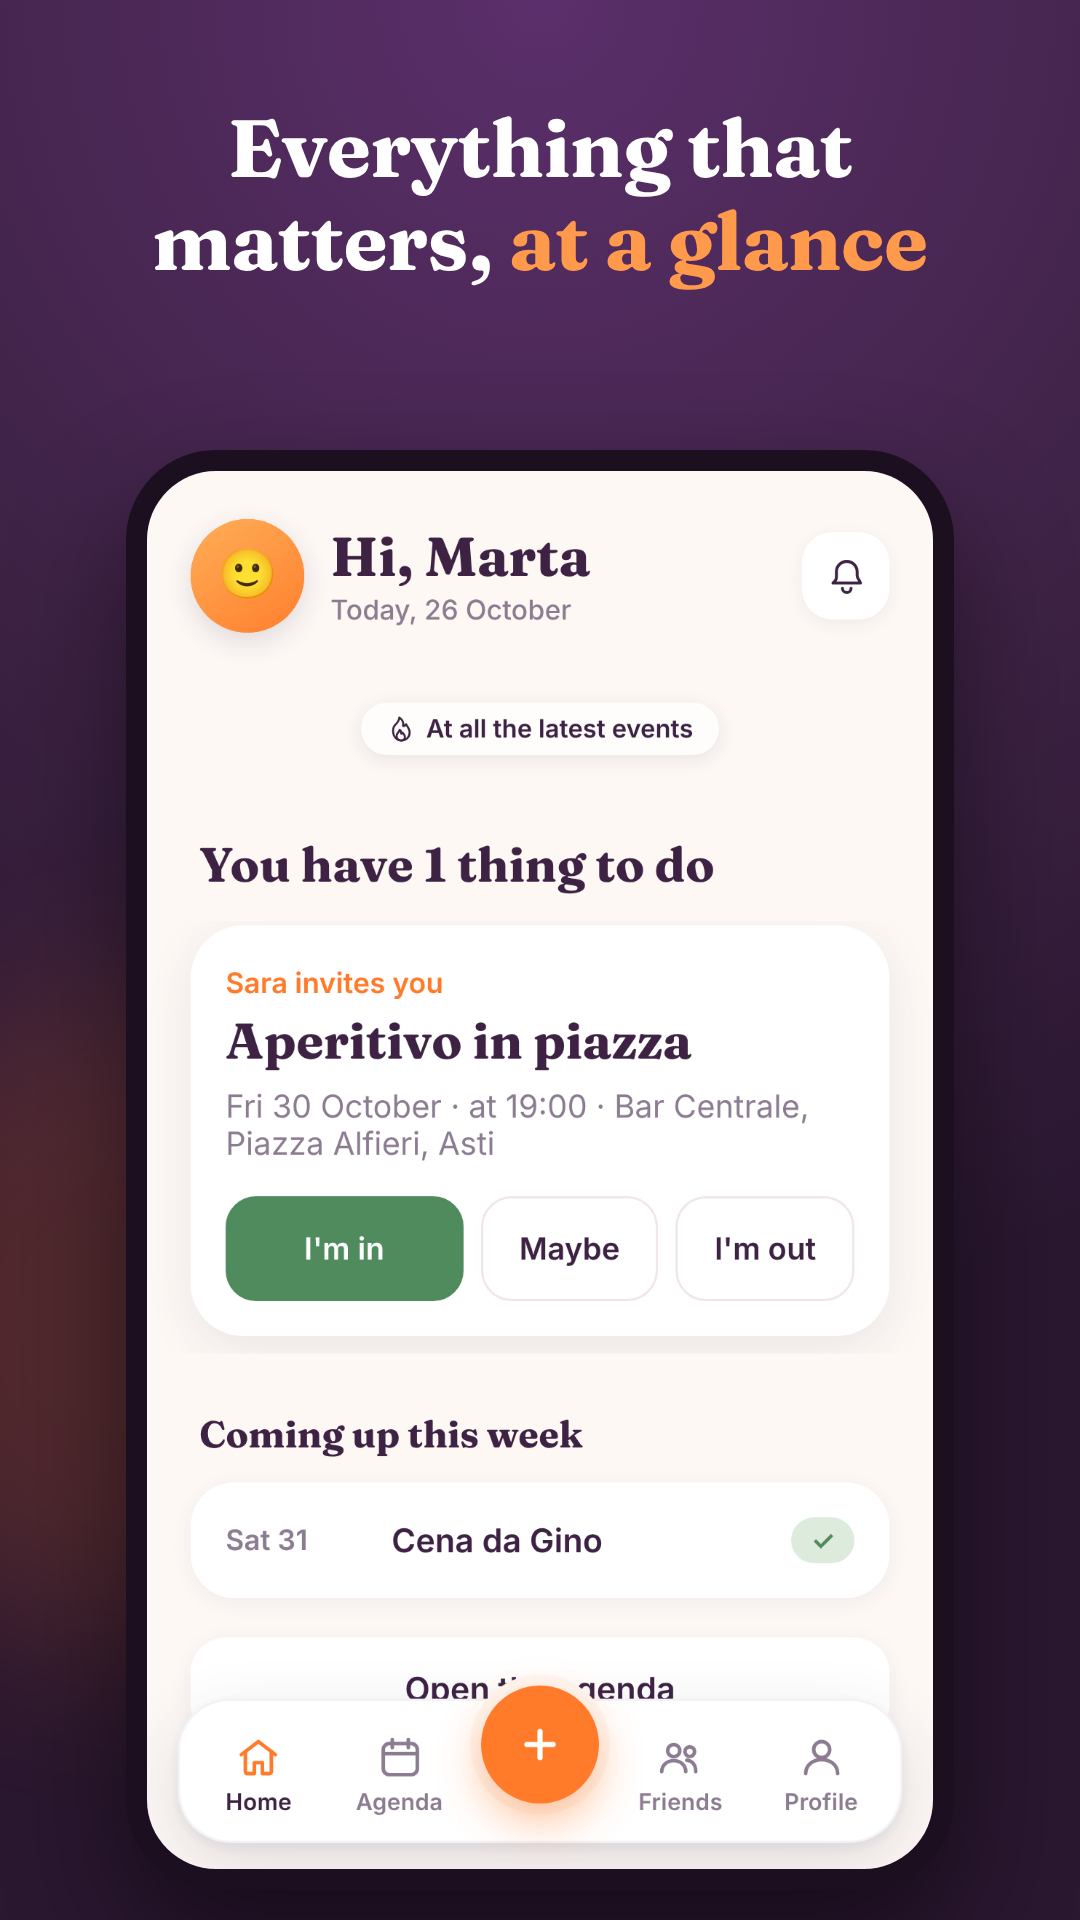 Everything that
matters, at a glance
Hi, Marta
Today, 26 October
At all the latest events
You have 1 thing to do
Sara invites you
Aperitivo in piazza
Fri 30 October · at 19:00 · Bar Centrale,
Piazza Alfieri, Asti
I'm in
Maybe
I'm out
Coming up this week
Sat 31
Cena da Gino
Open genda
Home
Agenda
Friends
Profile